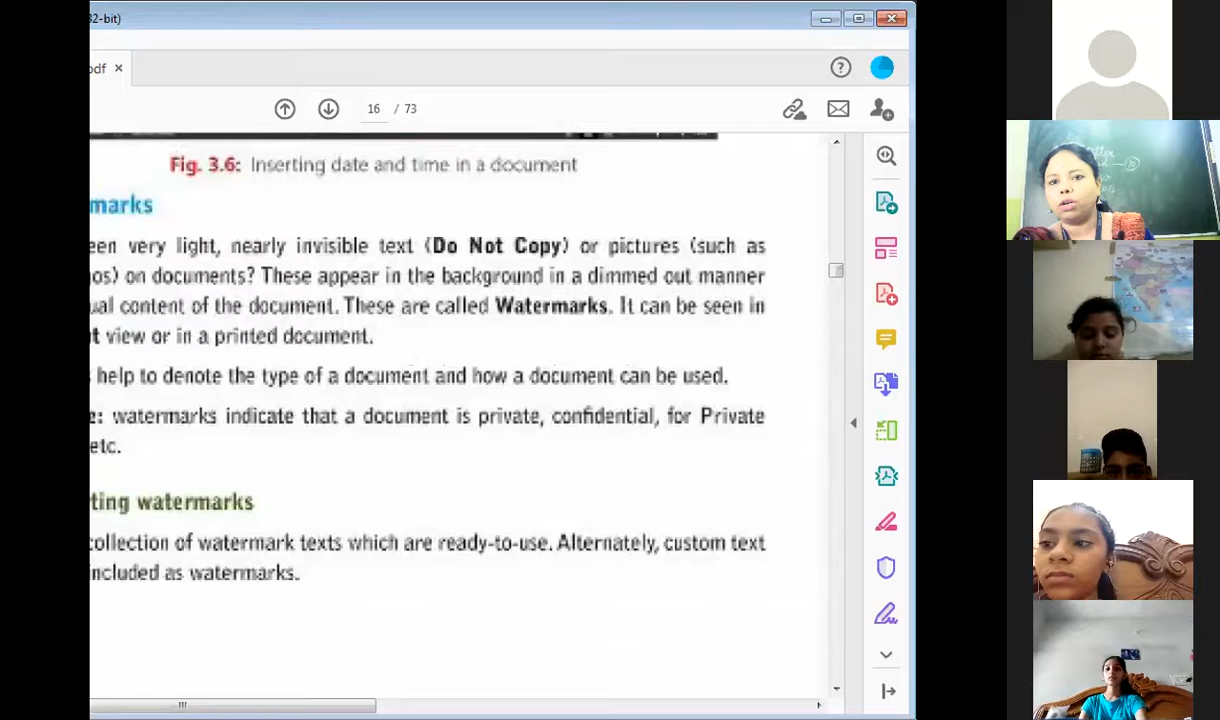 32-bit)
pdf
16 / 73
Fig. 3.6: Inserting date and time in a document
marks
een very light, nearly invisible text (Do Not Copy) or pictures (such as
os) on documents? These appear in the background in a dimmed out manner
ual content of the document. These are called Watermarks. It can be seen in
t view or in a printed document.
s help to denote the type of a document and how a document can be used.
e: watermarks indicate that a document is private, confidential, for Private
etc.
ting watermarks
collection of watermark texts which are ready-to-use. Alternately, custom text
included as watermarks.